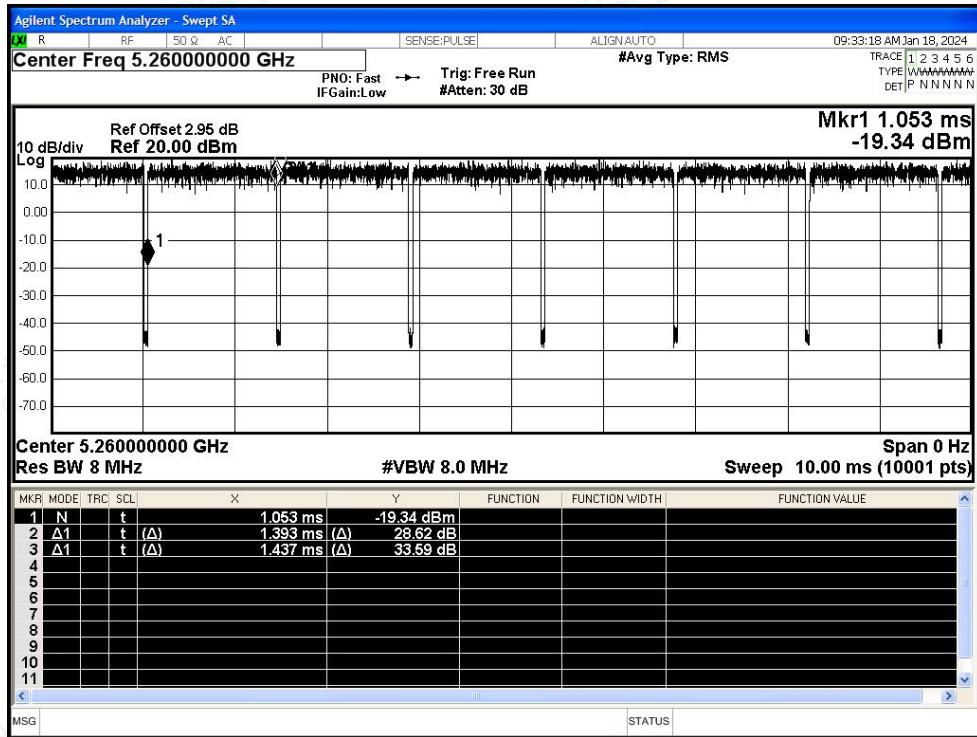 Agilent Spectrum Analyzer - Swept SA
LXI R RF 50 Ω AC SENSE:PULSE ALIGN AUTO 09:33:18 AM Jan 18, 2024
Center Freq 5.260000000 GHz #Avg Type: RMS TRACE 1 2 3 4 5 6
PNO: Fast Trig: Free Run TYPE WWWWWW
IFGain:Low #Atten: 30 dB DET P N N N N N
Mkr1 1.053 ms
Ref Offset 2.95 dB
10 dB/div Ref 20.00 dBm -19.34 dBm
Log
10.0
0.00
-10.0
1
-20.0
-30.0
-40.0
-50.0
-60.0
-70.0
Center 5.260000000 GHz Span 0 Hz
Res BW 8 MHz #VBW 8.0 MHz Sweep 10.00 ms (10001 pts)
MKR MODE TRC SCL X Y FUNCTION FUNCTION WIDTH FUNCTION VALUE
1 N t 1.053 ms -19.34 dBm
2 Δ1 t (Δ) 1.393 ms (Δ) 28.62 dB
3 Δ1 t (Δ) 1.437 ms (Δ) 33.59 dB
4
5
6
7
8
9
10
11
MSG STATUS